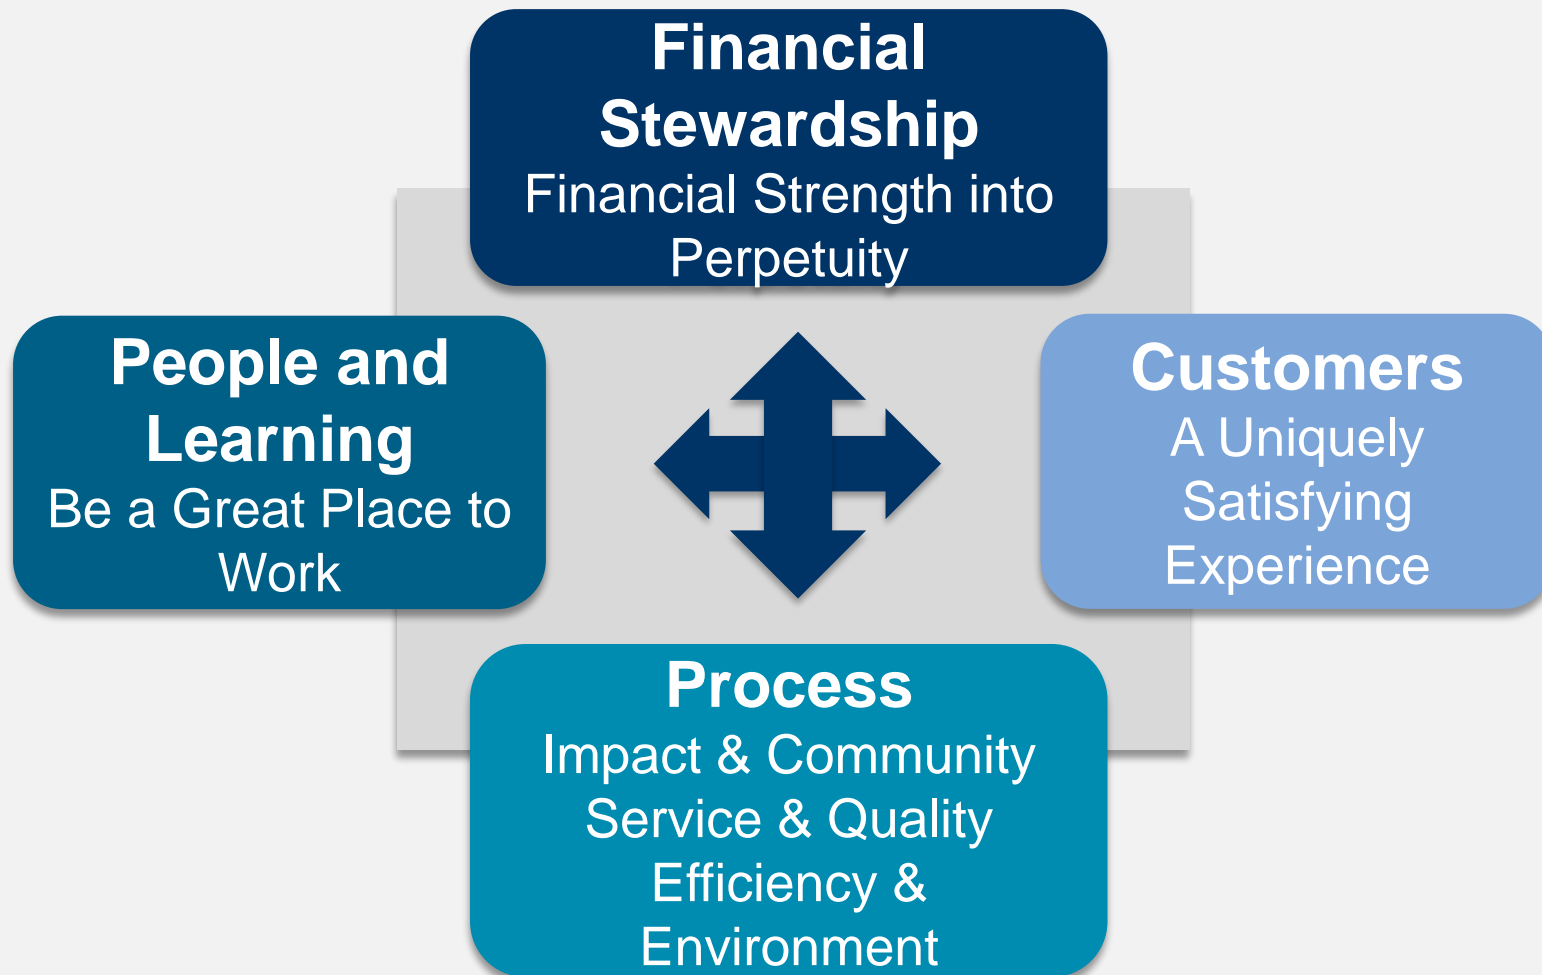 Financial
Stewardship
Financial Strength into
Perpetuity
People and
Learning
Be a Great Place to
Work
Customers
A Uniquely
Satisfying
Experience
Process
Impact & Community
Service & Quality
Efficiency &
Environment